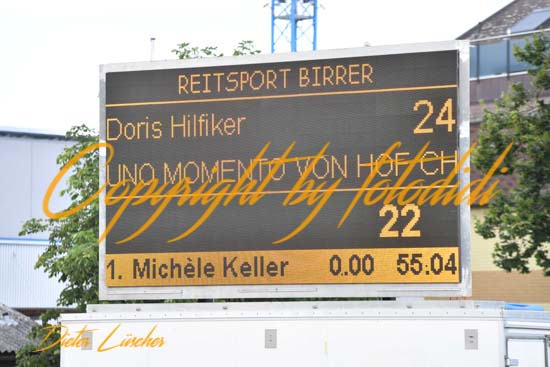 REITSPORT BIRRER
Doris Hilfiker 24
UNO MOMENTO VON HOF CH
Copyright by fotodidi
22
1. Michèle Keller 0.00 55.04
Dieter Lüscher